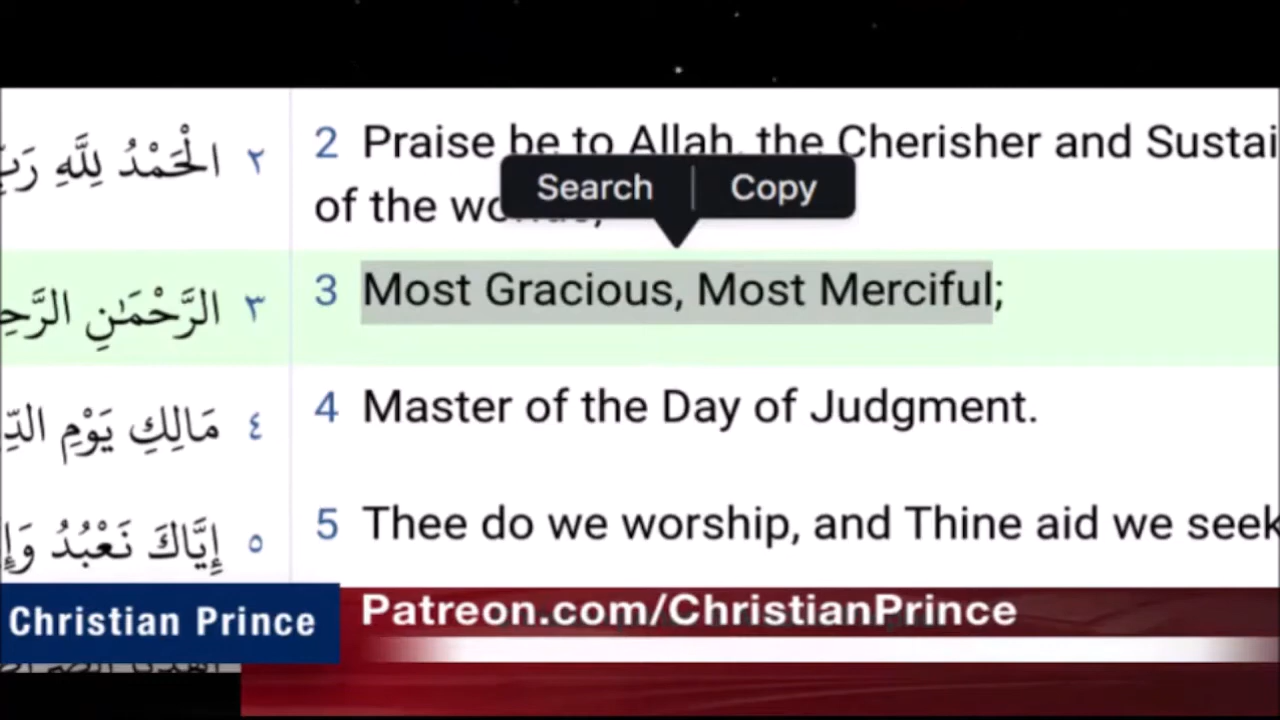 الْحَمْدُ لِلَّهِ ٢
2 Praise be to Allah, the Cherisher and
of the
Search Copy
الرَّحْمَـٰنِ ٣
3 Most Gracious, Most Merciful;
مَالِكِ يَوْمِ ٤
4 Master of the Day of Judgment.
إِيَّاكَ نَعْبُدُ ٥
5 Thee do we worship, and Thine aid we seek
Christian Prince
Patreon.com/ChristianPrince